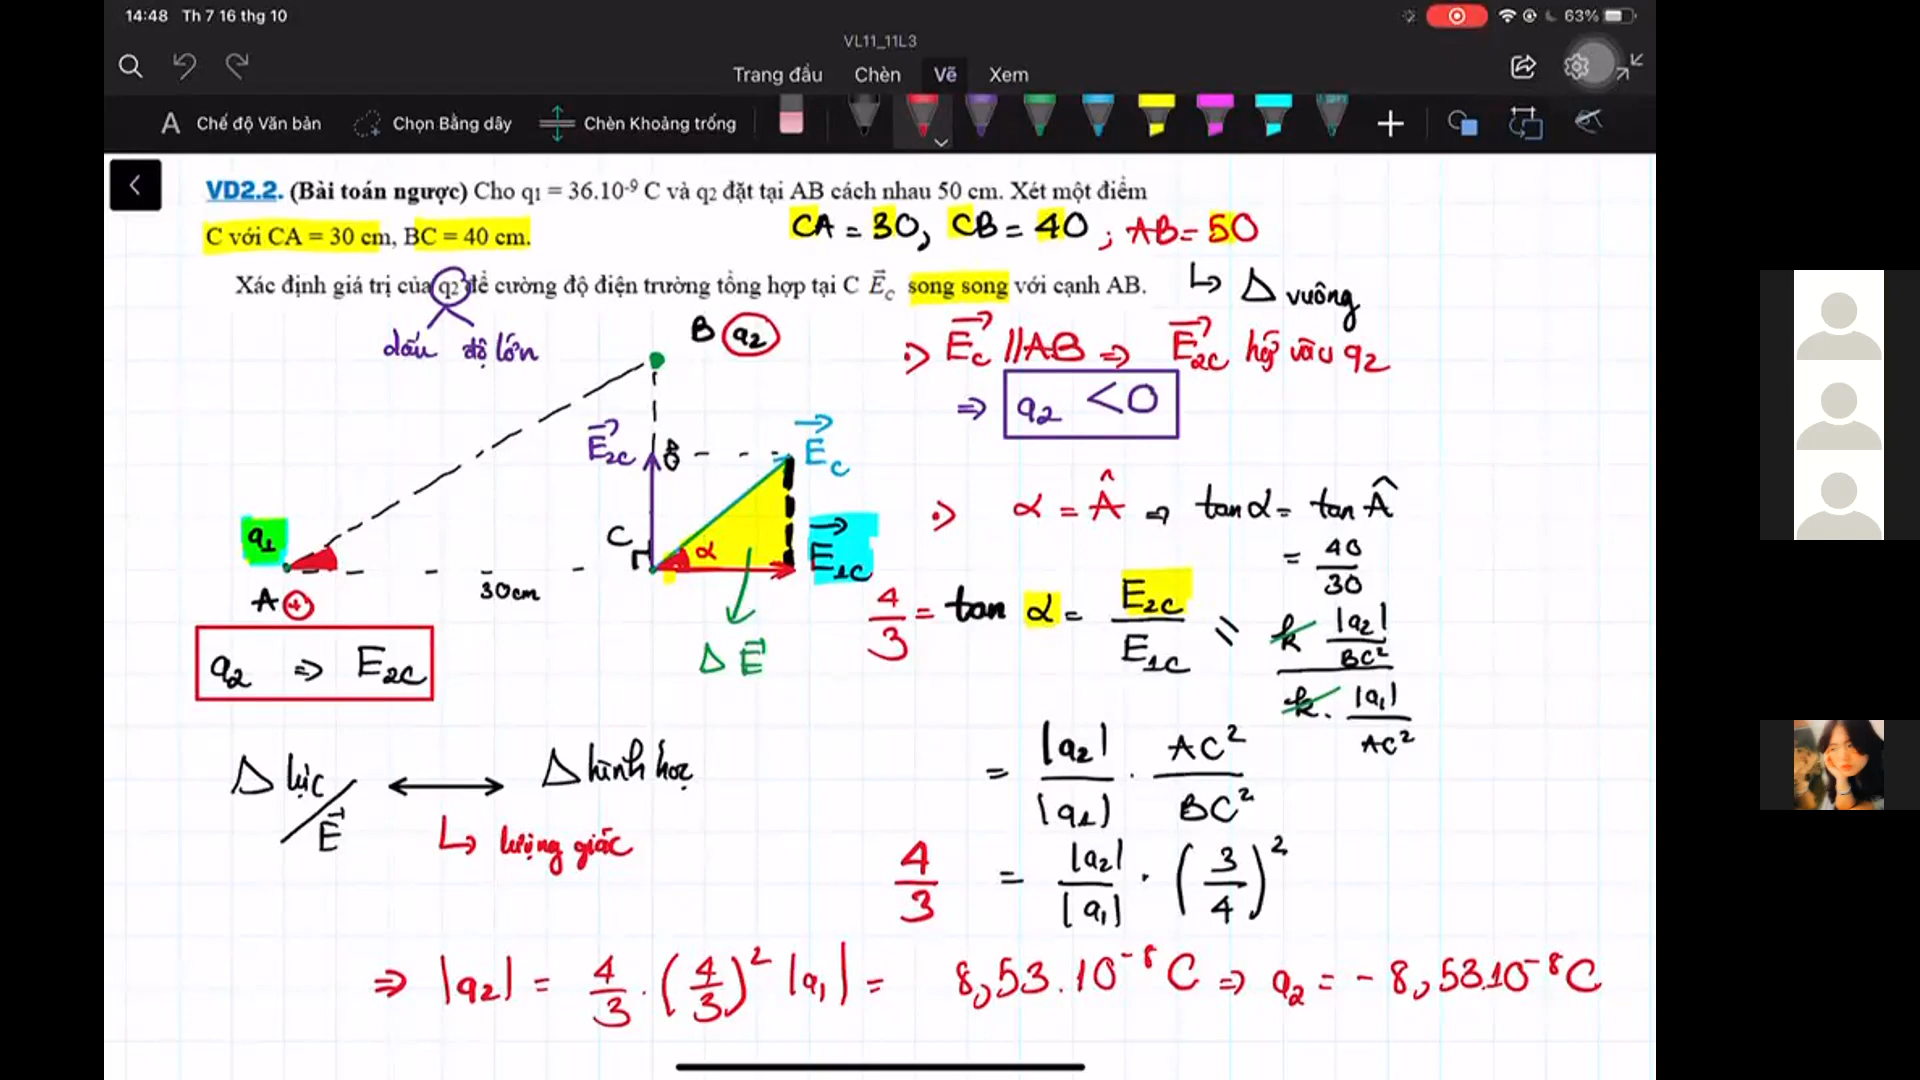 14:48 Th 7 16 thg 10
63%
VL11_11L3
Trang đầu Chèn Vẽ Xem
A Chế độ Văn bản Chọn Bằng dây Chèn Khoảng trống
VD2.2. (Bài toán ngược) Cho q₁ = 36.10⁻⁹ C và q₂ đặt tại AB cách nhau 50 cm. Xét một điểm
C với CA = 30 cm, BC = 40 cm.
CA = 30, CB = 40 ; AB = 50
Xác định giá trị của q₂ để cường độ điện trường tổng hợp tại C E⃗c song song với cạnh AB.
↳ Δ vuông
dấu độ lớn
B q₂
E⃗c // AB ⇒ E⃗₂c q₂
⇒ q₂ < 0
E⃗₂c
E⃗c
α = Â ⇒ tan α = tan Â
= 40/30
q₁
C
α
E⃗₁c
A +
30cm
4/3 = tan α = E₂c/E₁c = (k |q₂|/BC²)/(k. |q₁|/AC²)
Δ E⃗
q₂ ⇒ E₂c
= |q₂|/|q₁| . AC²/BC²
Δ lực / E⃗ ↔ Δ hình học
↳ lượng giác
4/3 = |q₂|/|q₁| . (3/4)²
⇒ |q₂| = 4/3 . (4/3)² |q₁| = 8,53.10⁻⁸ C ⇒ q₂ = - 8,53.10⁻⁸ C